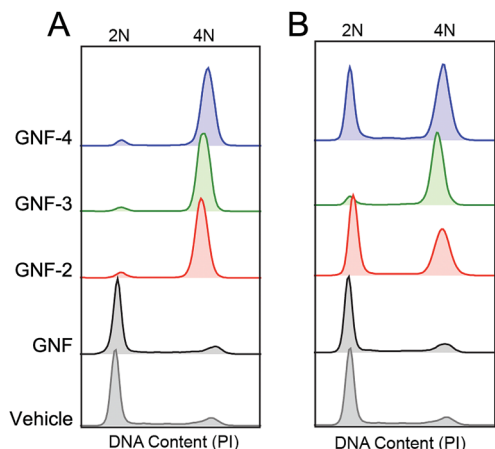 A
B
2N 4N
2N 4N
GNF-4
GNF-3
GNF-2
GNF
Vehicle
DNA Content (PI)
DNA Content (PI)